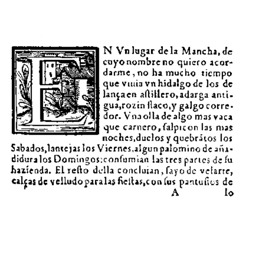 EN Vn lugar de la Mancha, de
cuyo nombre no quiero acor-
darme, no ha mucho tiempo
que viuia vn hidalgo de los de
lança en astillero, adarga anti-
gua, rozin flaco, y galgo corre-
dor. Vna olla de algo mas vaca
que carnero, salpicon las mas
noches, duelos y quebrãtos los
Sabados, lantejas los Viernes, algun palomino de aña-
didura los Domingos: consumian las tres partes de su
hazienda. El resto della concluian, sayo de velarte,
calças de velludo para las fiestas, con sus pantuflos de
A lo